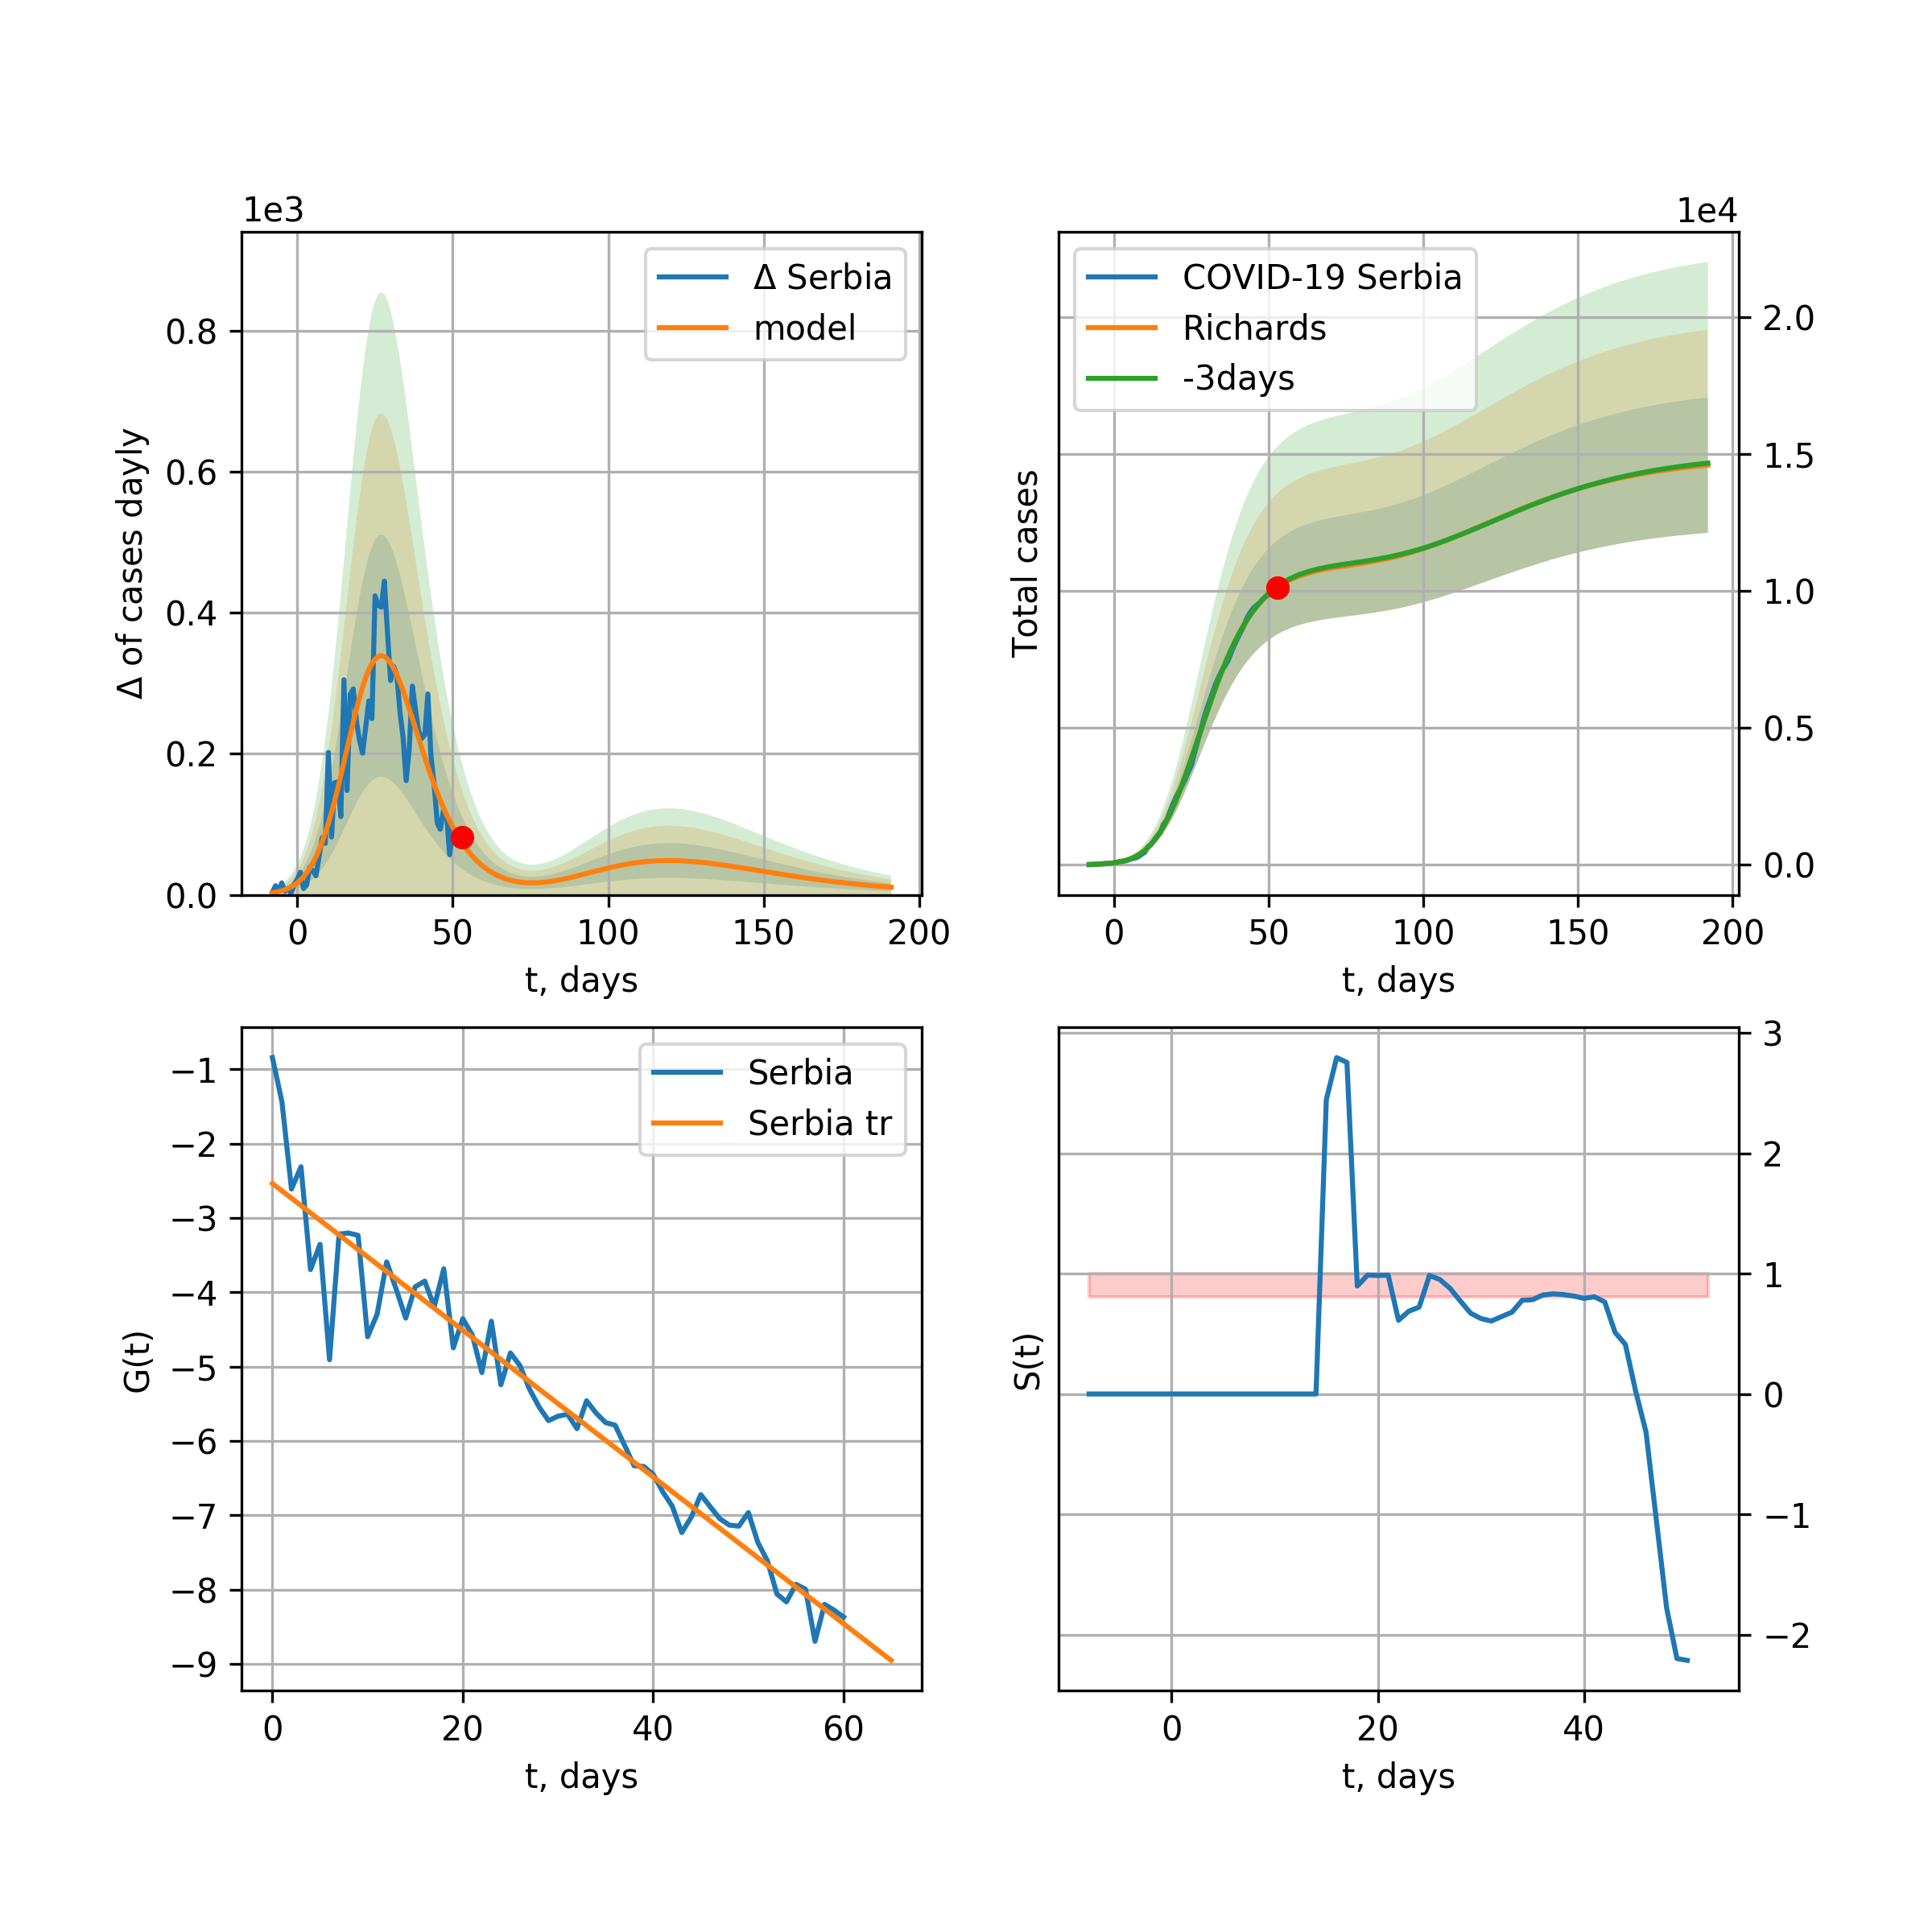 1e3
Δ Serbia
model
0.8
0.6
0.4
0.2
0.0
Δ of cases dayly
0
50
100
150
200
t, days
1e4
COVID-19 Serbia
Richards
-3days
2.0
1.5
1.0
0.5
0.0
Total cases
0
50
100
150
200
t, days
Serbia
Serbia tr
−1
−2
−3
−4
−5
−6
−7
−8
−9
G(t)
0
20
40
60
t, days
3
2
1
0
−1
−2
S(t)
0
20
40
t, days